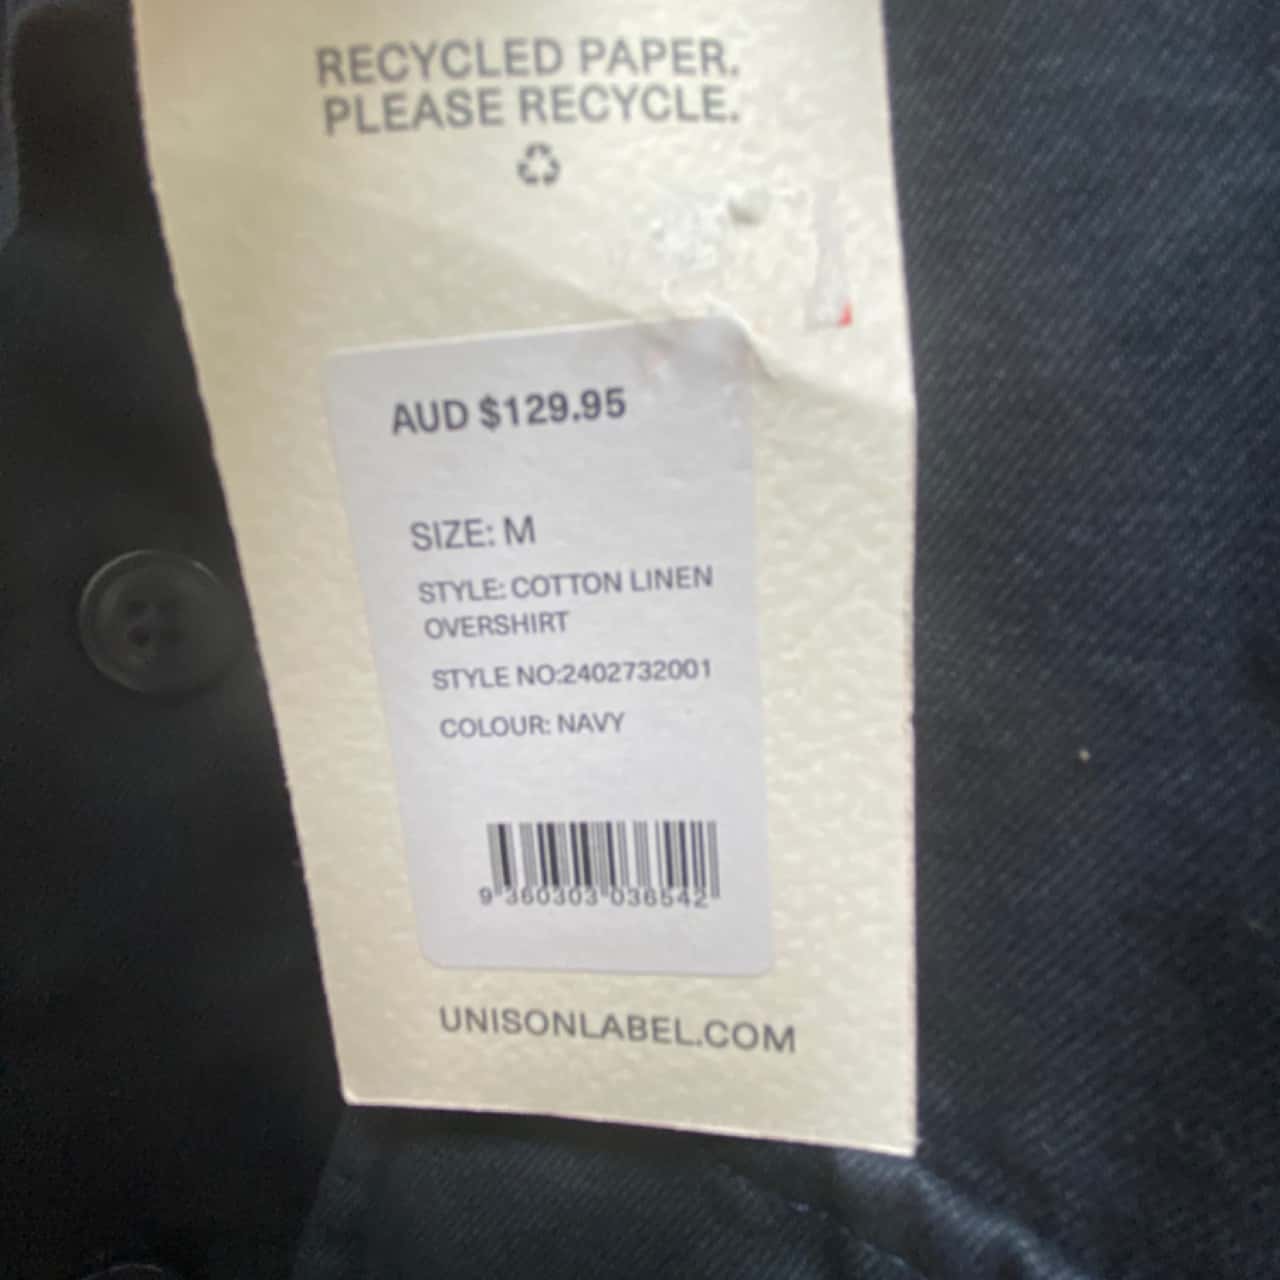 RECYCLED PAPER.
PLEASE RECYCLE.
AUD $129.95
SIZE: M
STYLE: COTTON LINEN
OVERSHIRT
STYLE NO:2402732001
COLOUR: NAVY
9 360303 036542
UNISONLABEL.COM